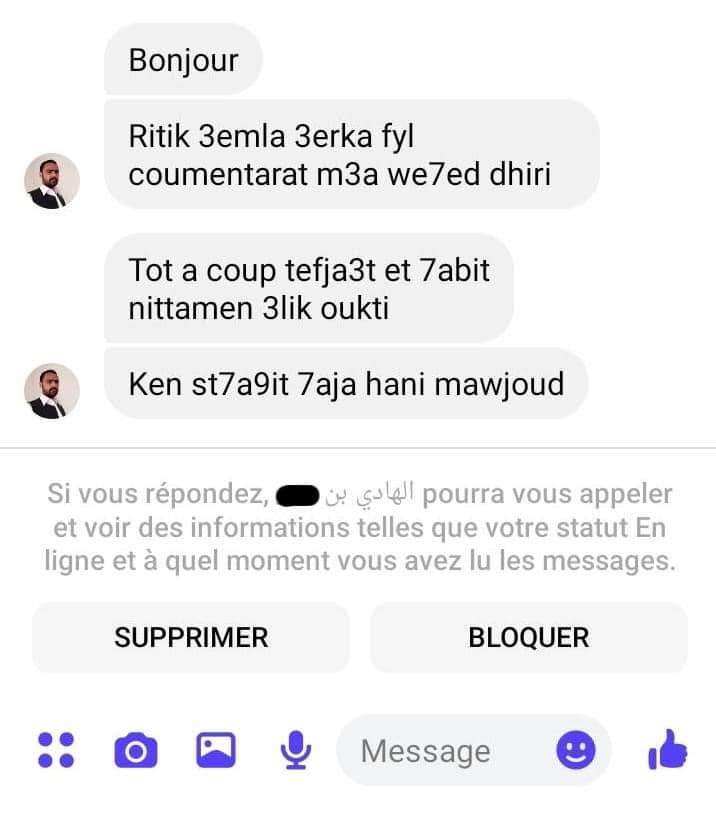 Bonjour
Ritik 3emla 3erka fyl
coumentarat m3a we7ed dhiri
Tot a coup tefja3t et 7abit
nittamen 3lik oukti
Ken st7a9it 7aja hani mawjoud
Si vous répondez, الهادي بن pourra vous appeler
et voir des informations telles que votre statut En
ligne et à quel moment vous avez lu les messages.
SUPPRIMER
BLOQUER
Message